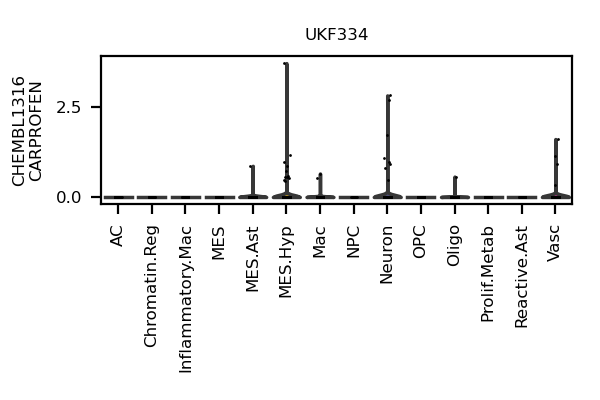 UKF334
CHEMBL1316
CARPROFEN
2.5
0.0
AC
Chromatin.Reg
Inflammatory.Mac
MES
MES.Ast
MES.Hyp
Mac
NPC
Neuron
OPC
Oligo
Prolif.Metab
Reactive.Ast
Vasc